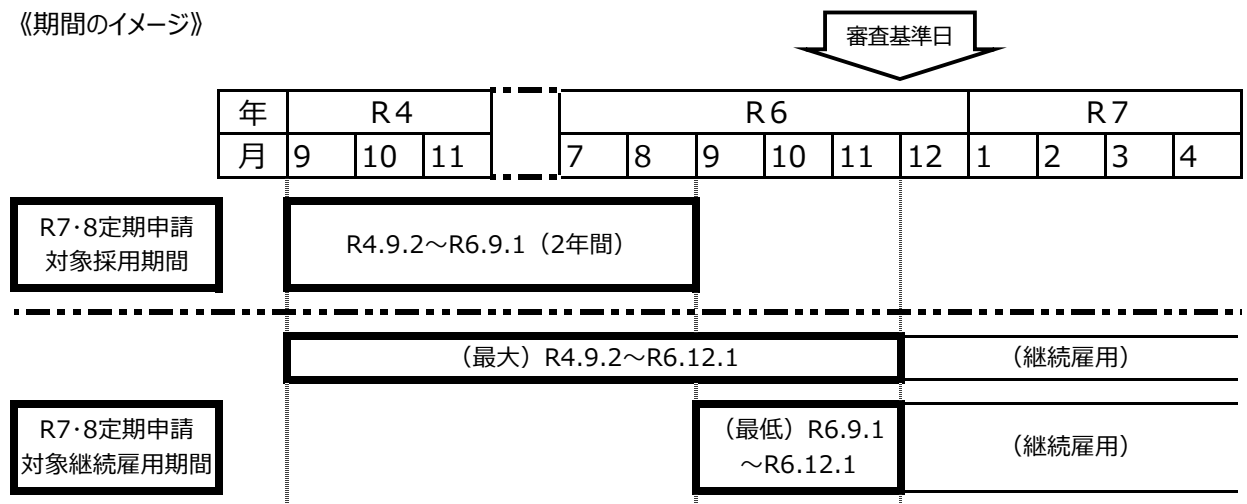 《期間のイメージ》
審査基準日
年 R4 R6 R7
月 9 10 11 7 8 9 10 11 12 1 2 3 4
R7・8定期申請
対象採用期間
R4.9.2～R6.9.1（2年間）
（最大）R4.9.2～R6.12.1
（継続雇用）
R7・8定期申請
対象継続雇用期間
（最低）R6.9.1
～R6.12.1
（継続雇用）